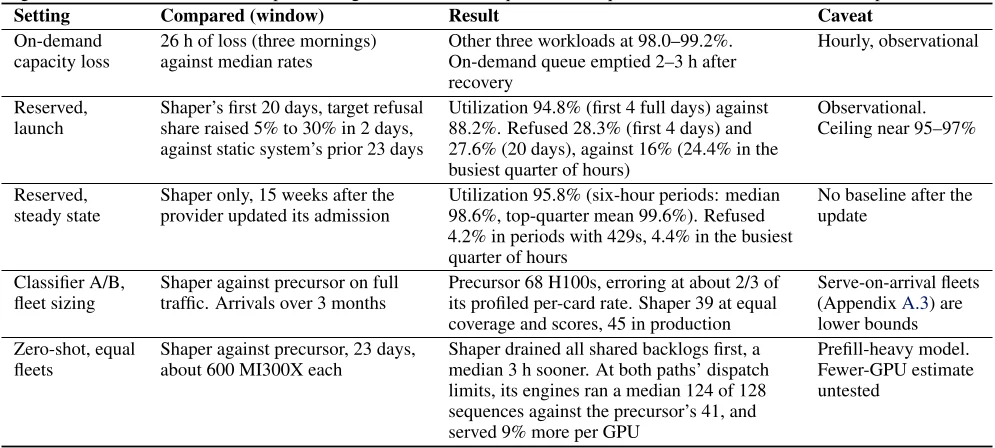 Setting Compared (window) Result Caveat
On-demand capacity loss
26 h of loss (three mornings) against median rates
Other three workloads at 98.0–99.2%.
On-demand queue emptied 2–3 h after
recovery
Hourly, observational
Reserved,
launch
Shaper's first 20 days, target refusal
share raised 5% to 30% in 2 days,
against static system's prior 23 days
Utilization 94.8% (first 4 full days) against
88.2%. Refused 28.3% (first 4 days) and
27.6% (20 days), against 16% (24.4% in the
busiest quarter of hours)
Observational.
Ceiling near 95–97%
Reserved,
steady state
Shaper only, 15 weeks after the
provider updated its admission
Utilization 95.8% (six-hour periods: median
98.6%, top-quarter mean 99.6%). Refused
4.2% in periods with 429s, 4.4% in the busiest
quarter of hours
No baseline after the
update
Classifier A/B,
fleet sizing
Shaper against precursor on full
traffic. Arrivals over 3 months
Precursor 68 H100s, erroring at about 2/3 of
its profiled per-card rate. Shaper 39 at equal
coverage and scores, 45 in production
Serve-on-arrival fleets
(Appendix A.3) are
lower bounds
Zero-shot, equal
fleets
Shaper against precursor, 23 days,
about 600 MI300X each
Shaper drained all shared backlogs first, a
median 3 h sooner. At both paths' dispatch
limits, its engines ran a median 124 of 128
sequences against the precursor's 41, and
served 9% more per GPU
Prefill-heavy model.
Fewer-GPU estimate
untested